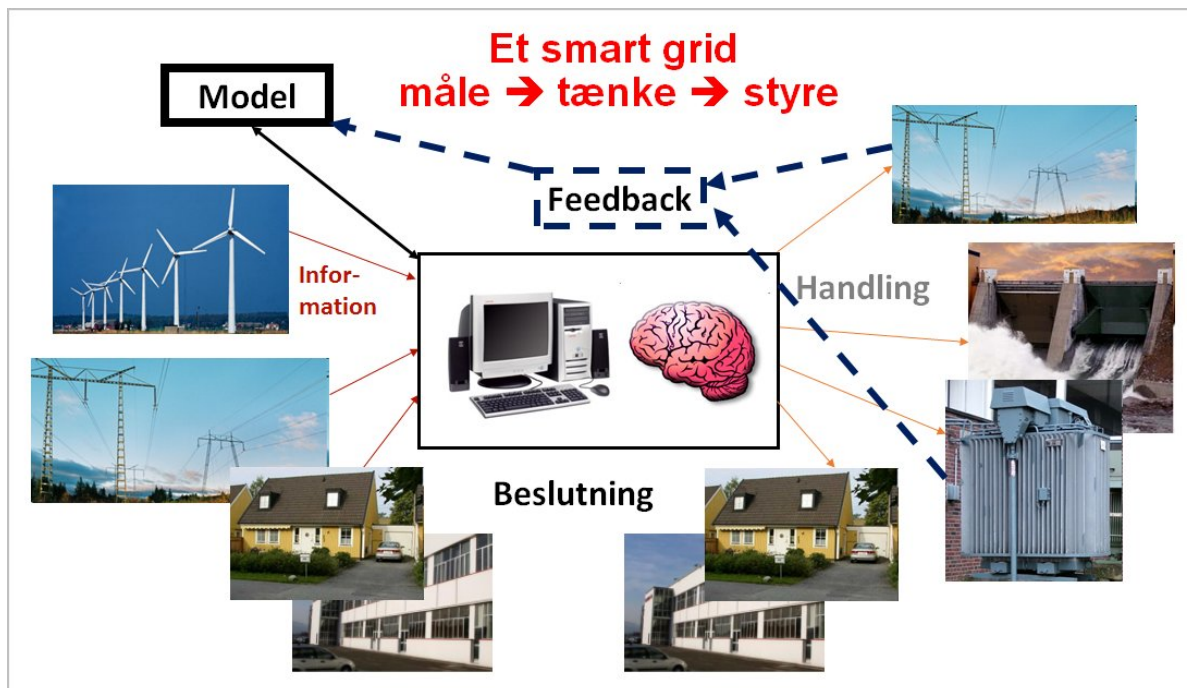 Et smart grid
måle ➔ tænke ➔ styre
Model
Feedback
Infor-
mation
Handling
Beslutning